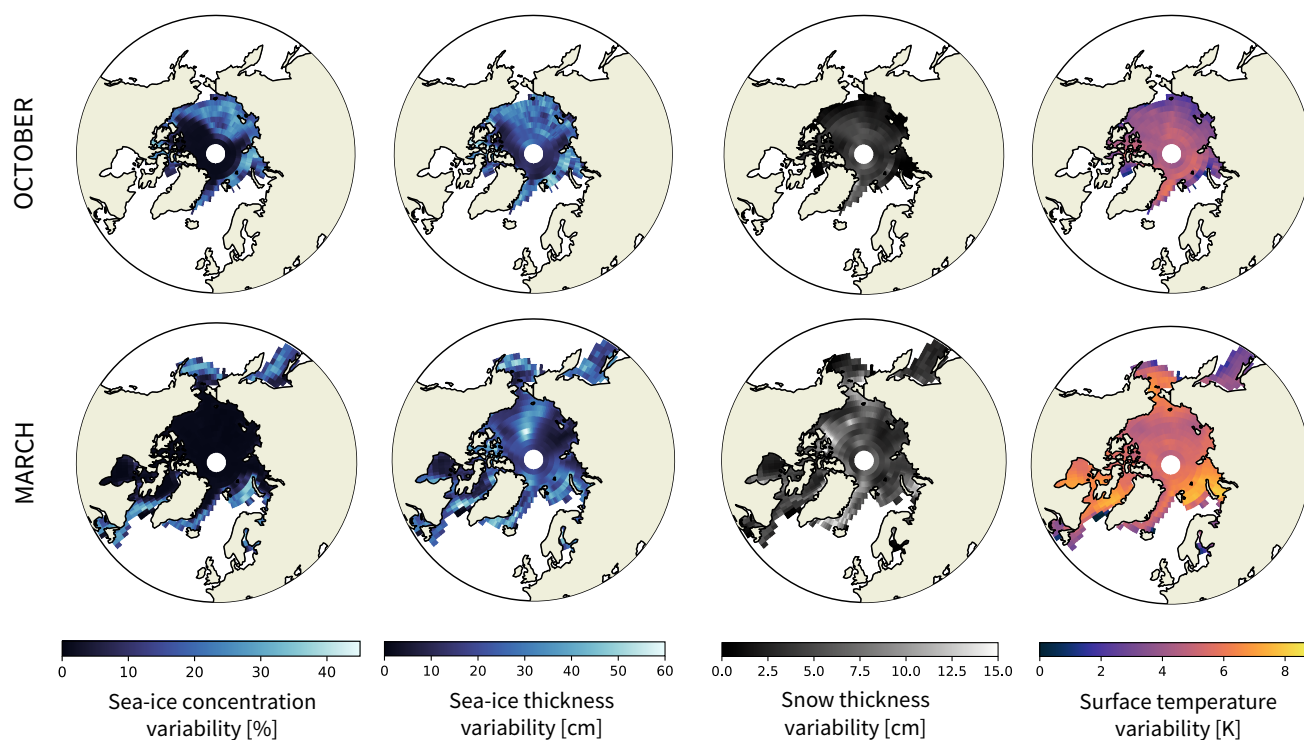 OCTOBER
MARCH
0 10 20 30 40
Sea-ice concentration
variability [%]
0 10 20 30 40 50 60
Sea-ice thickness
variability [cm]
0.0 2.5 5.0 7.5 10.0 12.5 15.0
Snow thickness
variability [cm]
0 2 4 6 8
Surface temperature
variability [K]